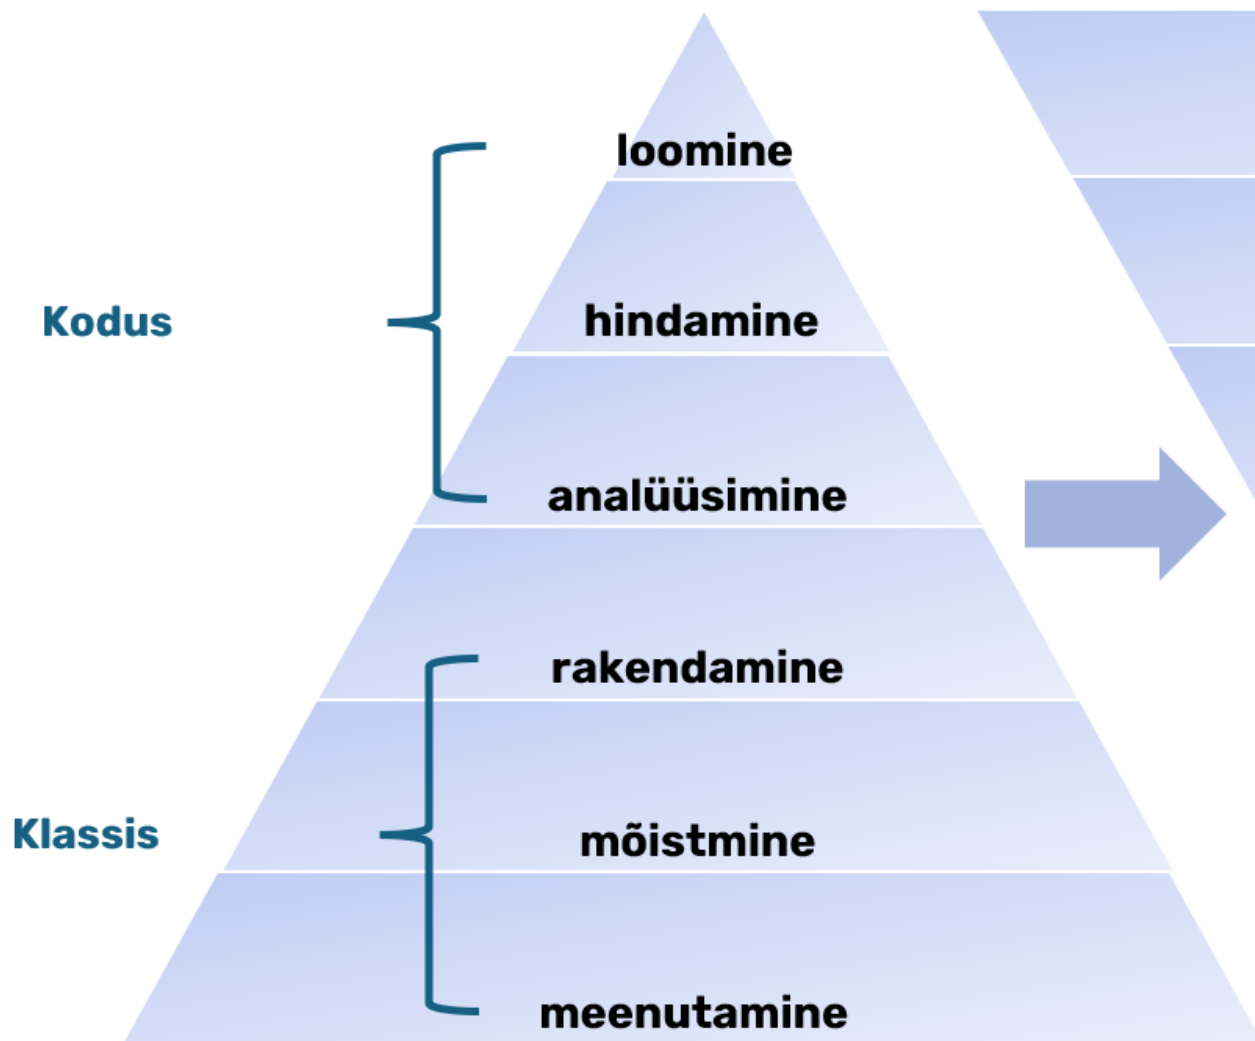 loomine
Kodus
hindamine
analüüsimine
rakendamine
Klassis
mõistmine
meenutamine